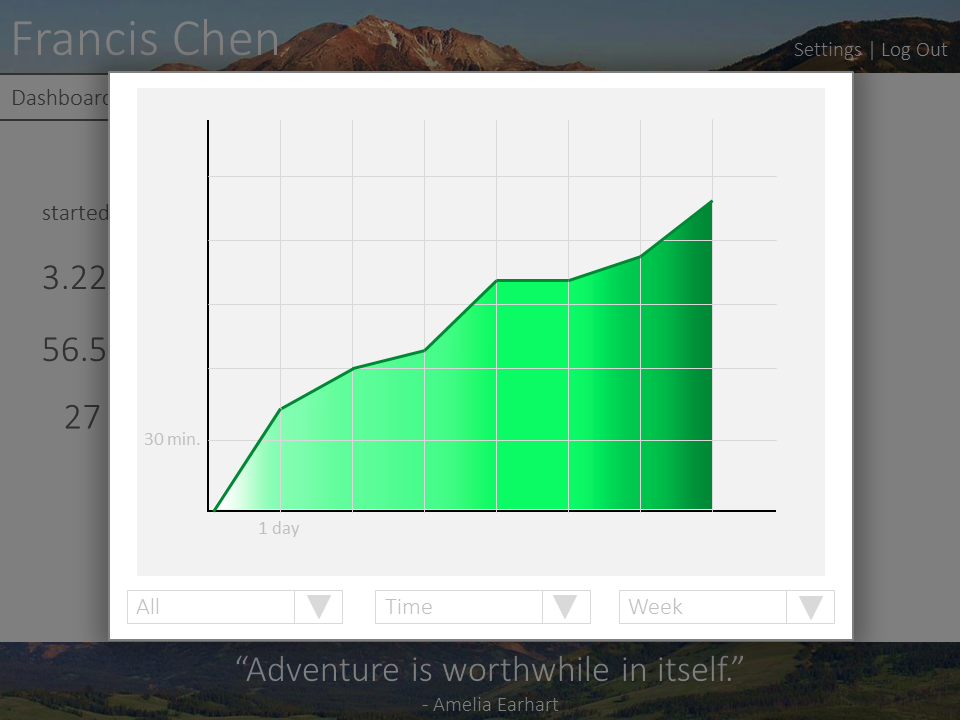 Francis Chen
Settings | Log Out
Dashboard
started
3.22
56.5
27
30 min.
1 day
All
Time
Week
“Adventure is worthwhile in itself.”
- Amelia Earhart